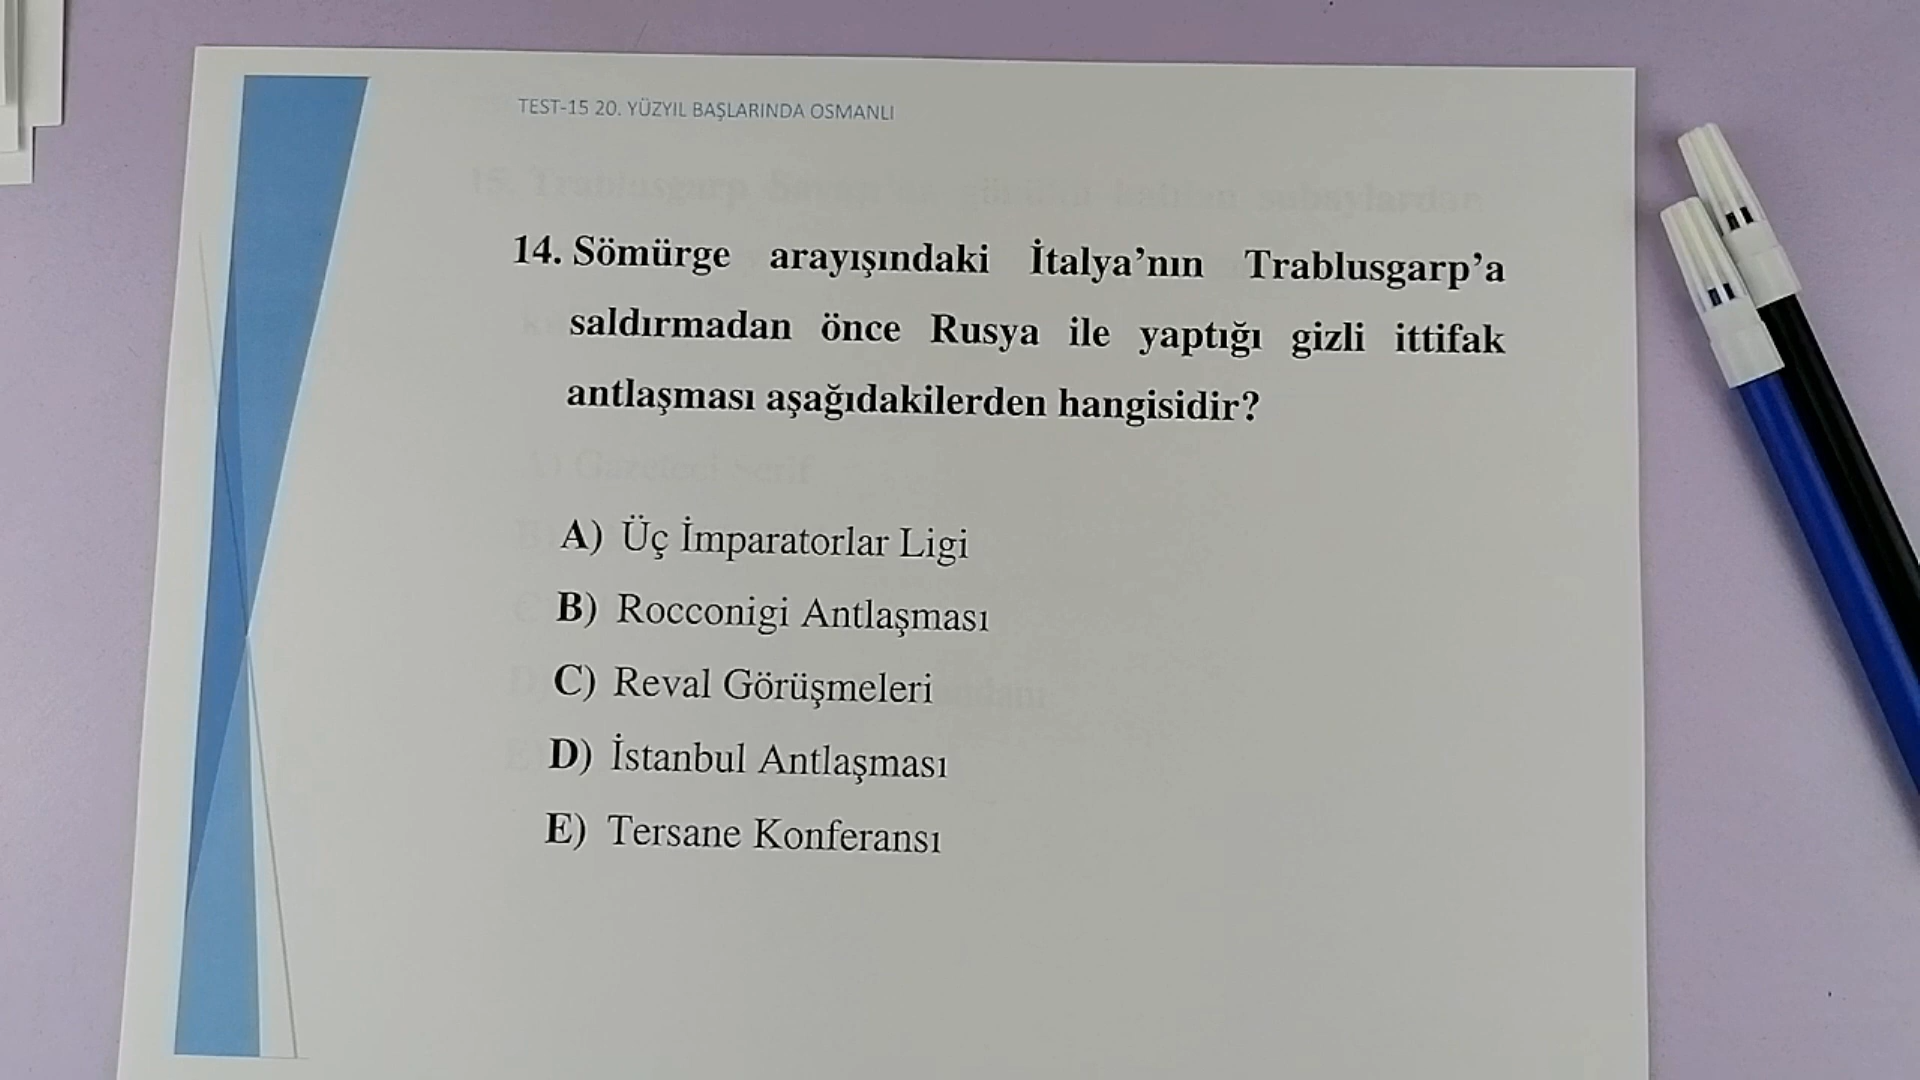 TEST-15 20. YÜZYIL BAŞLARINDA OSMANLI
14. Sömürge arayışındaki İtalya’nın Trablusgarp’a
saldırmadan önce Rusya ile yaptığı gizli ittifak
antlaşması aşağıdakilerden hangisidir?
A) Üç İmparatorlar Ligi
B) Rocconigi Antlaşması
C) Reval Görüşmeleri
D) İstanbul Antlaşması
E) Tersane Konferansı